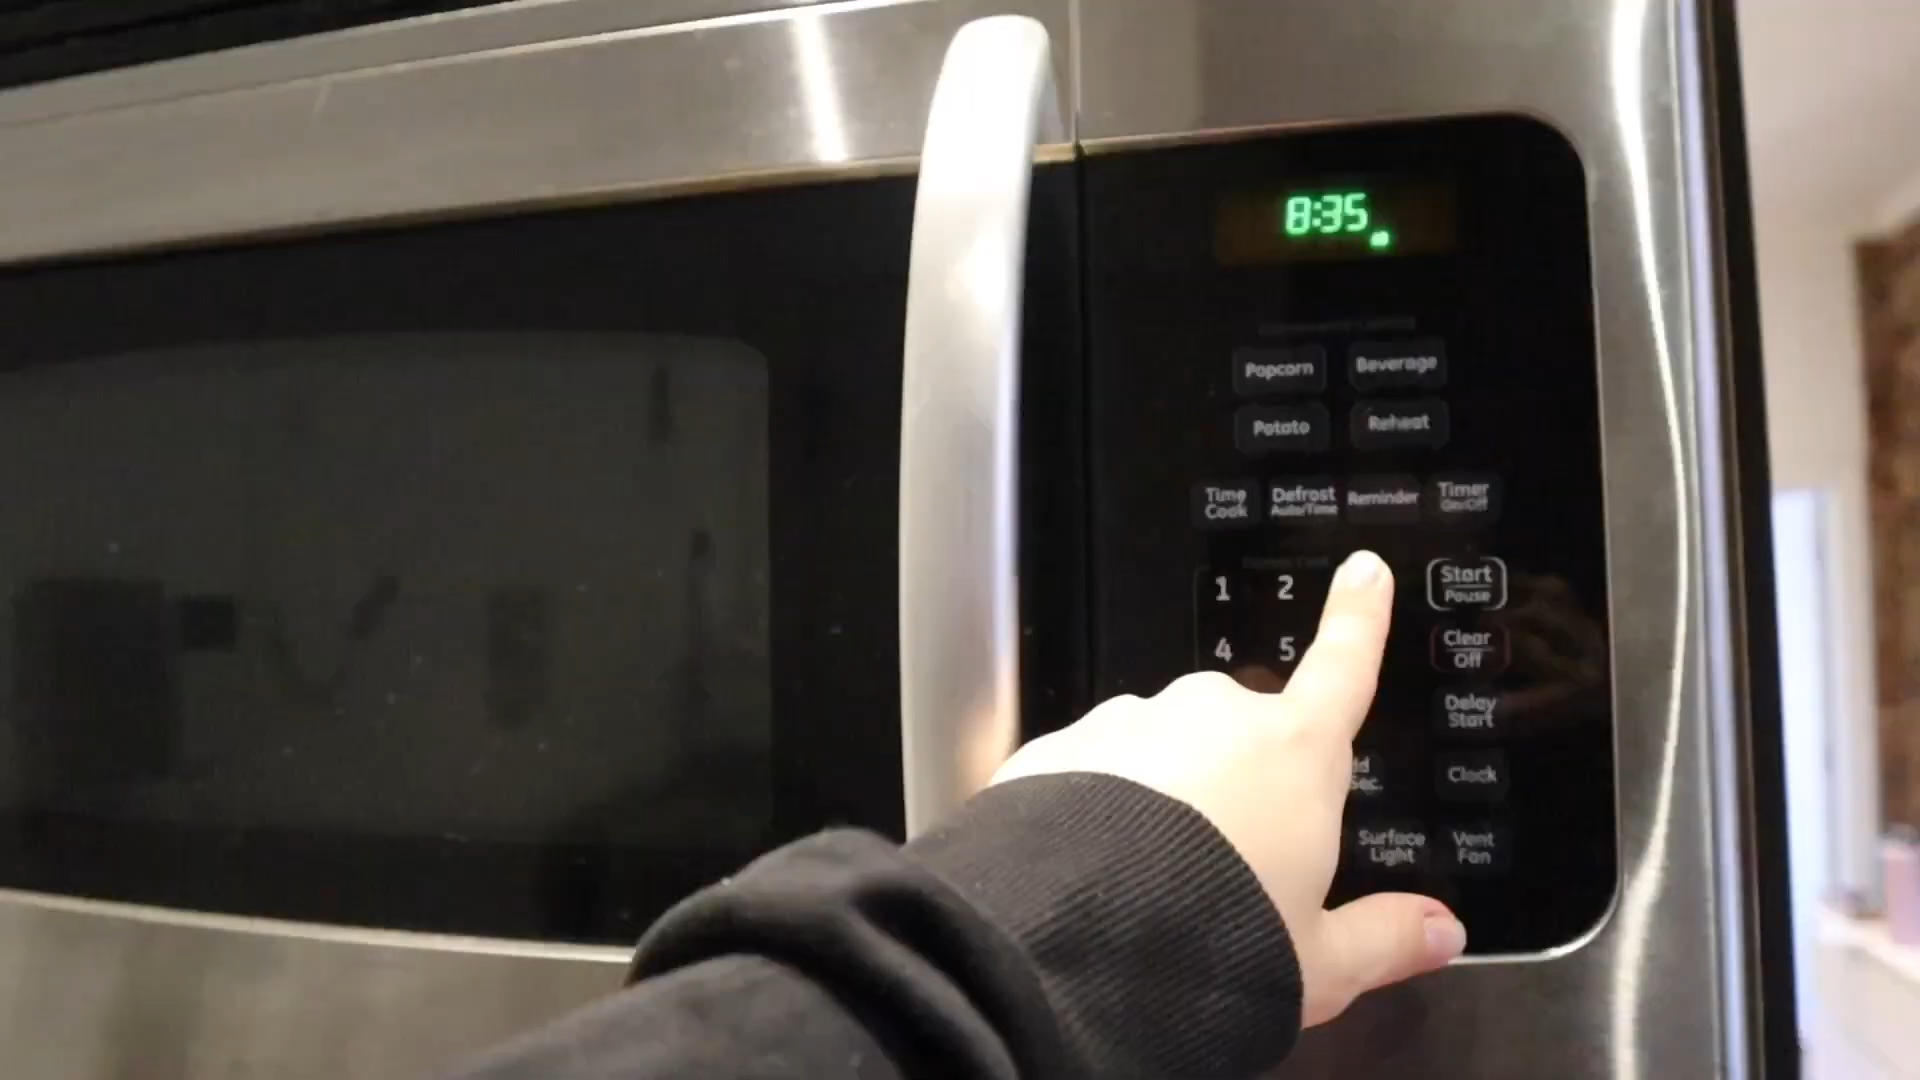 8:35
Popcorn Beverage
Potato Reheat
Time Cook
Defrost Auto/Time
Reminder
Timer On/Off
1 2
Start Pause
4 5
Clear Off
Delay Start
Sec.
Clock
Surface Light
Vent Fan